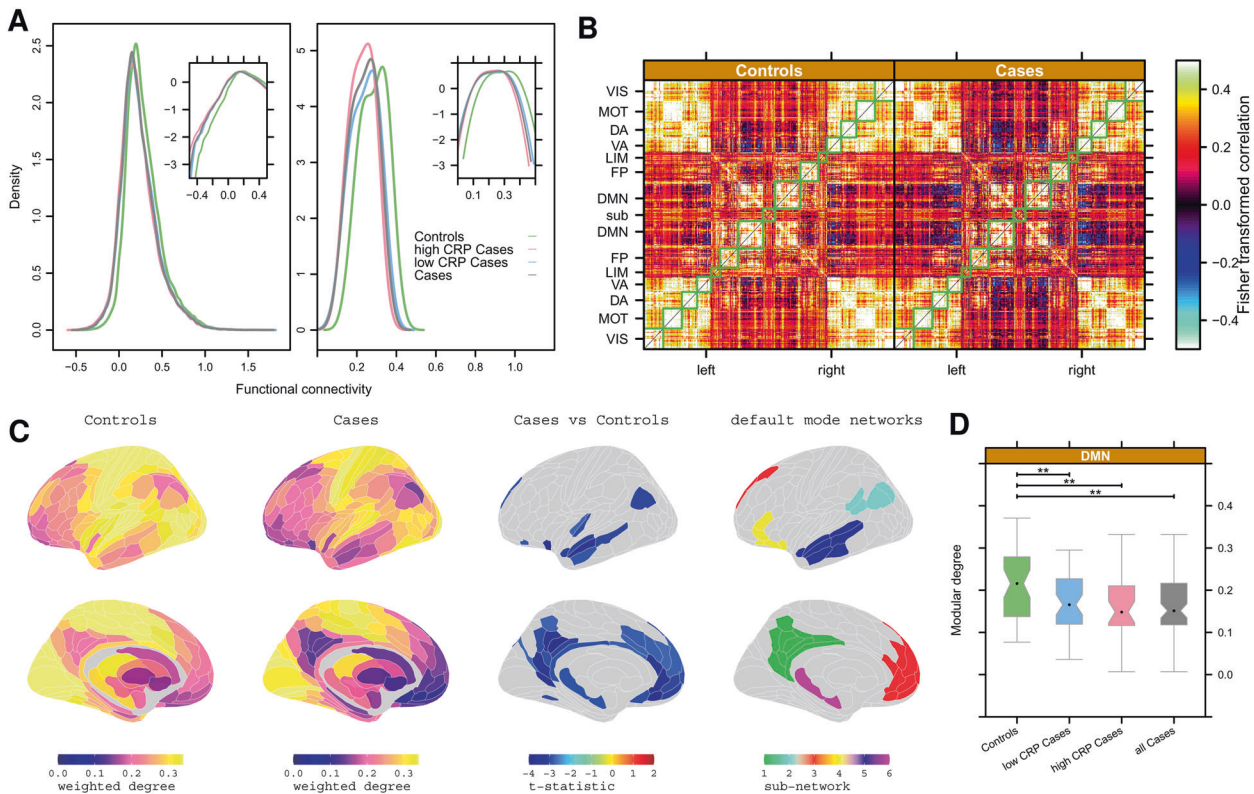 A
Density
2.5
2.0
1.5
1.0
0.5
0.0
-0.5 0.0 0.5 1.0 1.5
0
-1
-2
-3
-0.4 0.0 0.4
5
4
3
2
1
0
0.2 0.4 0.6 0.8 1.0
0
-1
-2
-3
0.1 0.3
Controls
high CRP Cases
low CRP Cases
Cases
Functional connectivity
B
Controls Cases
VIS
MOT
DA
VA
LIM
FP
DMN
sub
DMN
FP
LIM
VA
DA
MOT
VIS
left right left right
0.4
0.2
0.0
-0.2
-0.4
Fisher transformed correlation
C
Controls Cases Cases vs Controls default mode networks
0.0 0.1 0.2 0.3
weighted degree
0.0 0.1 0.2 0.3
weighted degree
-4 -3 -2 -1 0 1 2
t-statistic
1 2 3 4 5 6
sub-network
D
DMN
**
**
**
Modular degree
0.4
0.3
0.2
0.1
0.0
Controls
low CRP Cases
high CRP Cases
all Cases